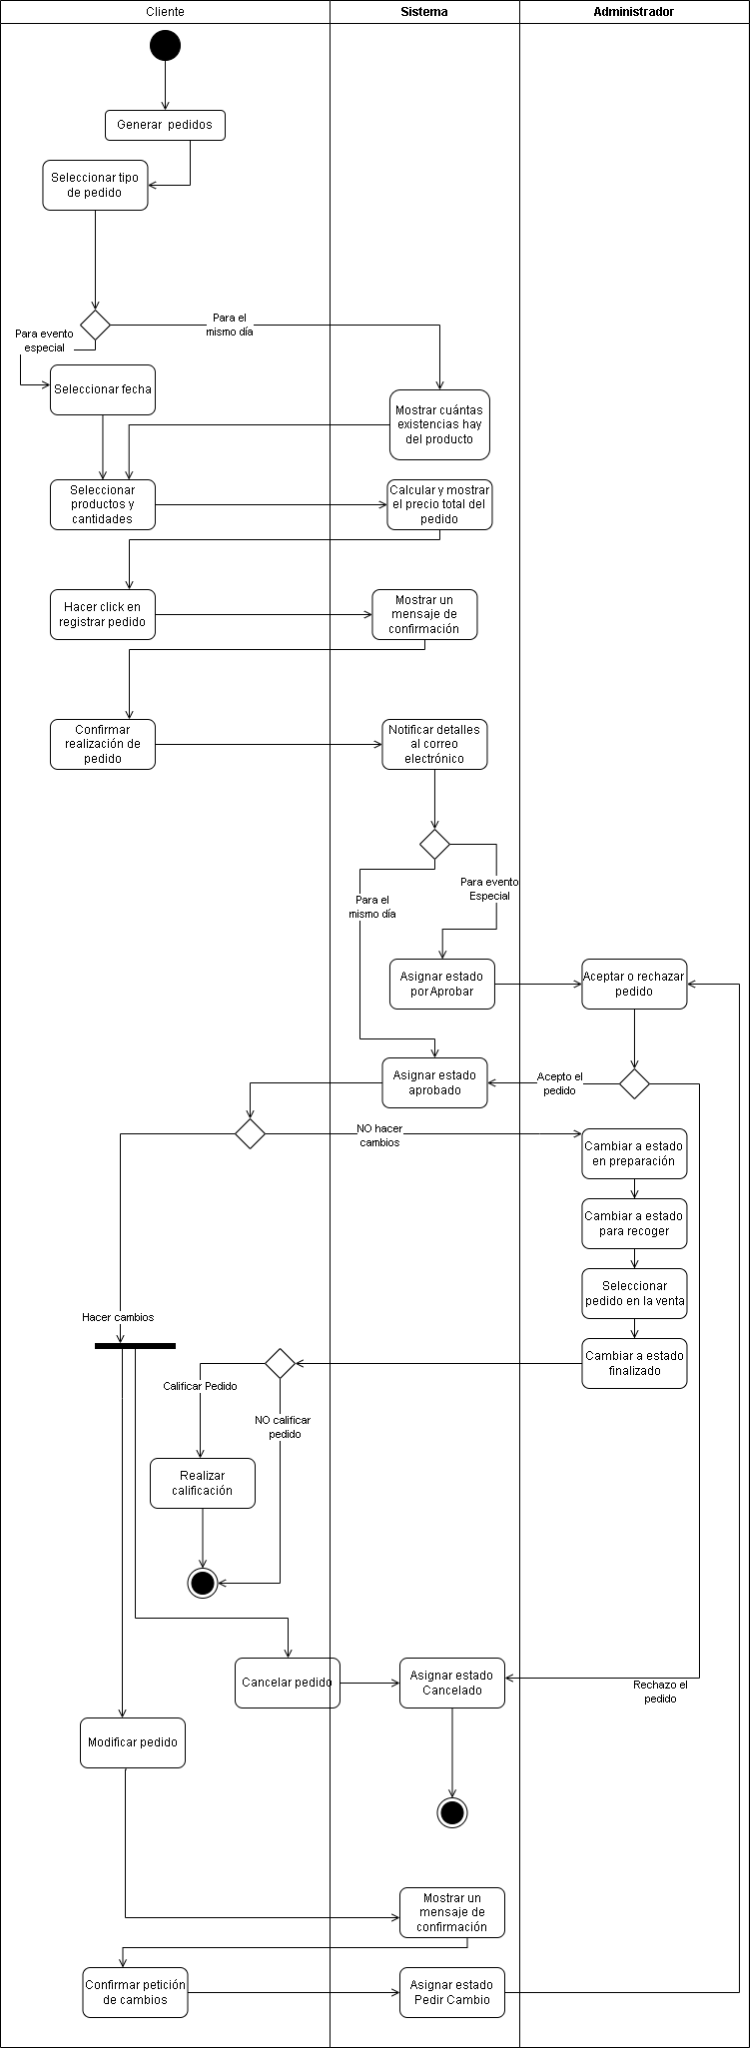 Cliente
Sistema
Administrador
Generar  pedidos
Seleccionar tipo
de pedido
Para el
mismo día
Para evento
especial
Seleccionar fecha
Mostrar cuántas
existencias hay
del producto
Seleccionar
productos y
cantidades
Calcular y mostrar
el precio total del
pedido
Hacer click en
registrar pedido
Mostrar un
mensaje de
confirmación
Confirmar
realización de
pedido
Notificar detalles
al correo
electrónico
Para evento
Especial
Para el
mismo día
Asignar estado
por Aprobar
Aceptar o rechazar
pedido
Asignar estado
aprobado
Acepto el
pedido
NO hacer
cambios
Cambiar a estado
en preparación
Cambiar a estado
para recoger
Seleccionar
pedido en la venta
Hacer cambios
Cambiar a estado
finalizado
Calificar Pedido
NO calificar
pedido
Realizar
calificación
Cancelar pedido
Asignar estado
Cancelado
Rechazo el
pedido
Modificar pedido
Mostrar un
mensaje de
confirmación
Confirmar petición
de cambios
Asignar estado
Pedir Cambio